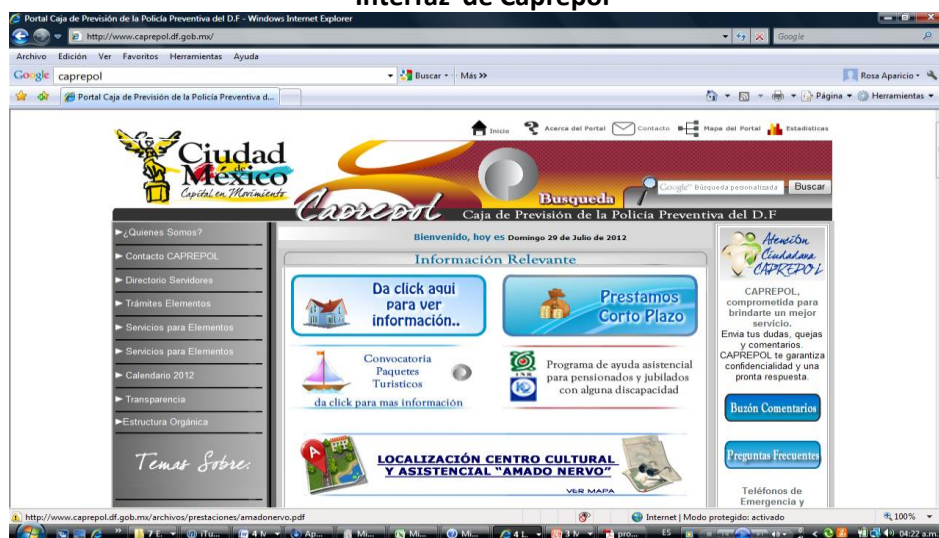 Interfaz de Caprepol
Portal Caja de Previsión de la Policía Preventiva del D.F - Windows Internet Explorer
http://www.caprepol.df.gob.mx/
Google
Archivo Edición Ver Favoritos Herramientas Ayuda
Google caprepol Buscar Más >> Rosa Aparicio
Portal Caja de Previsión de la Policía Preventiva d... Página Herramientas
Inicio Acerca del Portal Contacto Mapa del Portal Estadisticas
Ciudad
de
México
Capital en Movimiento
Google Búsqueda personalizada Buscar
Busqueda
Caprepol Caja de Previsión de la Policía Preventiva del D.F
Bienvenido, hoy es Domingo 29 de Julio de 2012
Información Relevante
►¿Quienes Somos?
► Contacto CAPREPOL
► Directorio Servidores
► Trámites Elementos
► Servicios para Elementos
► Servicios para Elementos
► Calendario 2012
► Transparencia
►Estructura Orgánica
Temas Sobre:
Da click aqui
para ver
información..
Prestamos
Corto Plazo
Convocatoria
Paquetes
Turisticos
da click para mas información
Programa de ayuda asistencial
para pensionados y jubilados
con alguna discapacidad
LOCALIZACIÓN CENTRO CULTURAL
Y ASISTENCIAL "AMADO NERVO"
VER MAPA
Atención
Ciudadana
CAPREPOL
CAPREPOL,
comprometida para
brindarte un mejor
servicio.
Envia tus dudas, quejas
y comentarios.
CAPREPOL te garantiza
confidencialidad y una
pronta respuesta.
Buzón Comentarios
Preguntas Frecuentes
Teléfonos de
Emergencia y
http://www.caprepol.df.gob.mx/archivos/prestaciones/amadonervo.pdf Internet | Modo protegido: activado 100%
ES 04:22 a.m.